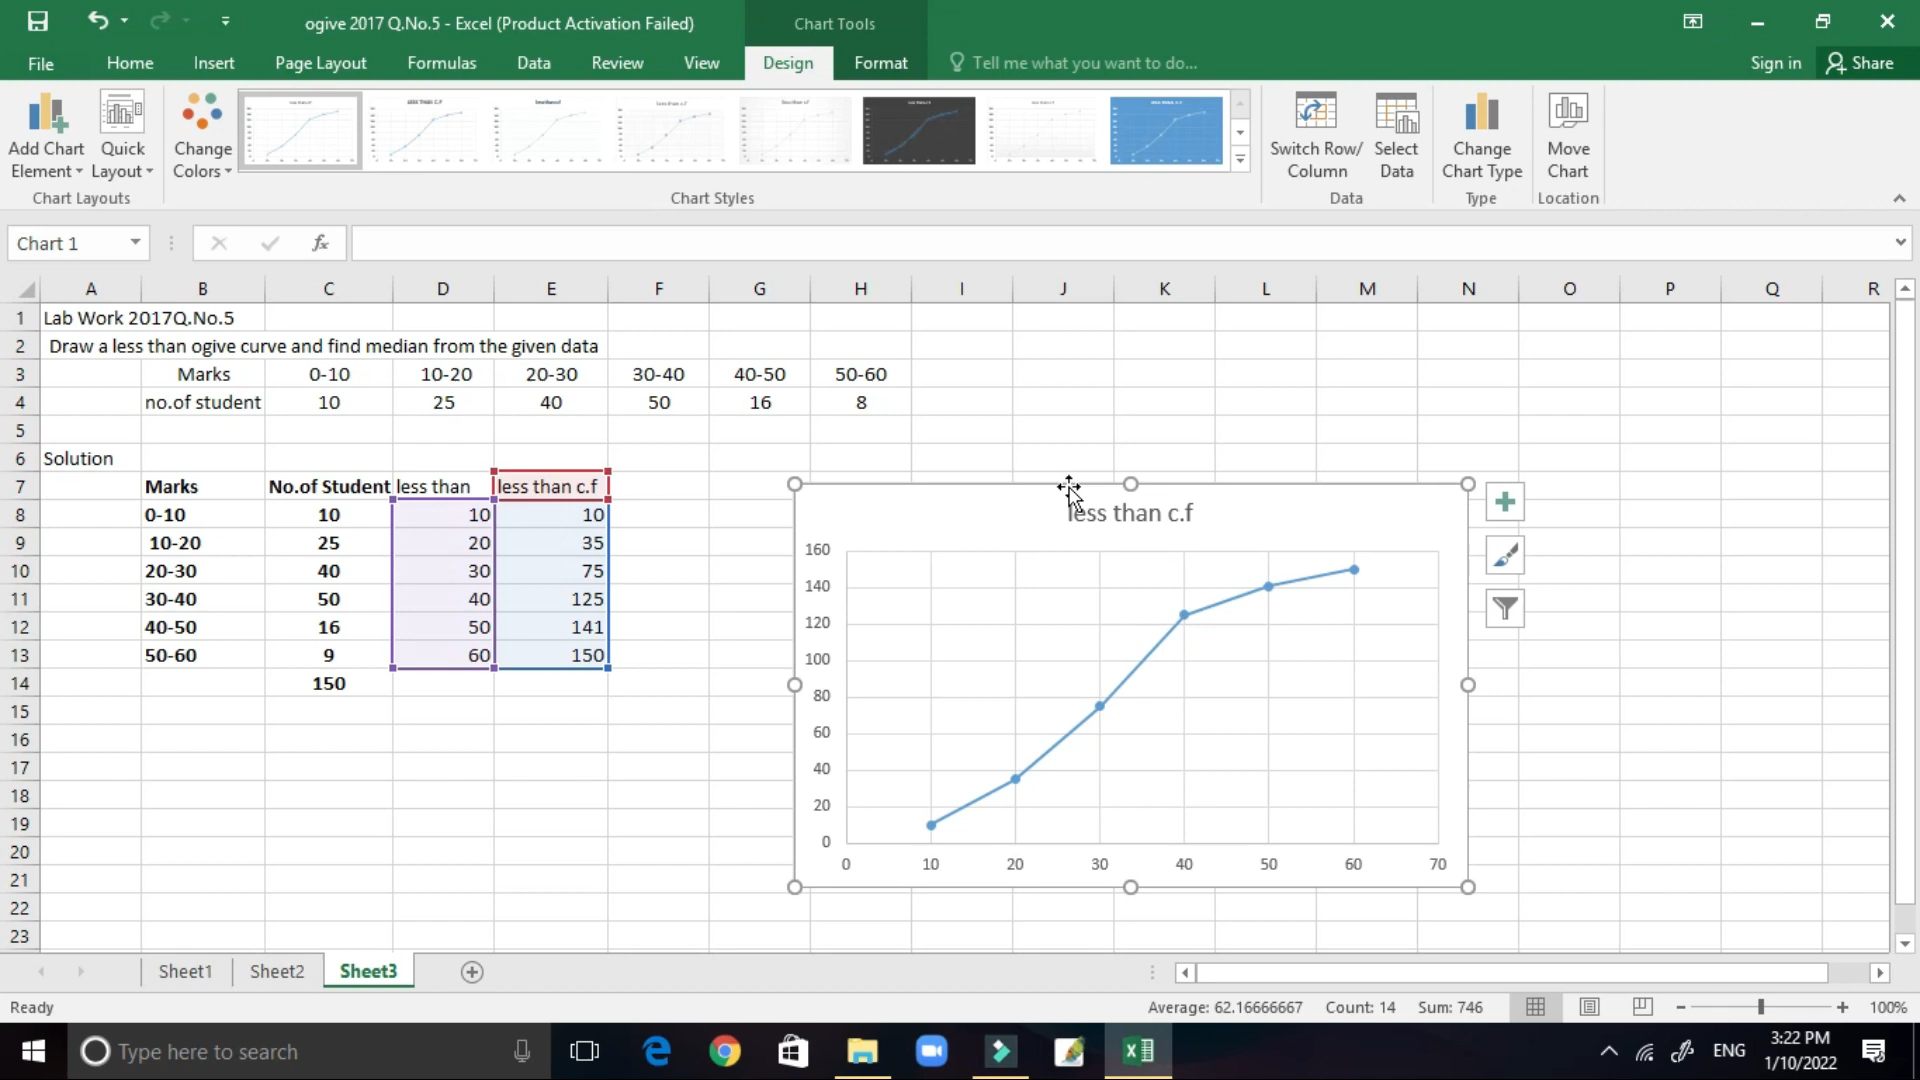 ogive 2017 Q.No.5 - Excel (Product Activation Failed)
Chart Tools
File Home Insert Page Layout Formulas Data Review View Design Format Tell me what you want to do... Sign in Share
Add Chart Element
Quick Layout
Change Colors
Switch Row/Column
Select Data
Change Chart Type
Move Chart
Chart Layouts Chart Styles Data Type Location
Chart 1 fx
A B C D E F G H I J K L M N O P Q R
1 Lab Work 2017Q.No.5
2 Draw a less than ogive curve and find median from the given data
3 Marks 0-10 10-20 20-30 30-40 40-50 50-60
4 no.of student 10 25 40 50 16 8
5
6 Solution
7 Marks No.of Student less than less than c.f
8 0-10 10 10 10
9 10-20 25 20 35
10 20-30 40 30 75
11 30-40 50 40 125
12 40-50 16 50 141
13 50-60 9 60 150
14 150
15
16
17
18
19
20
21
22
23
less than c.f
160
140
120
100
80
60
40
20
0
0 10 20 30 40 50 60 70
Sheet1 Sheet2 Sheet3
Ready Average: 62.16666667 Count: 14 Sum: 746 100%
Type here to search ENG 3:22 PM
1/10/2022